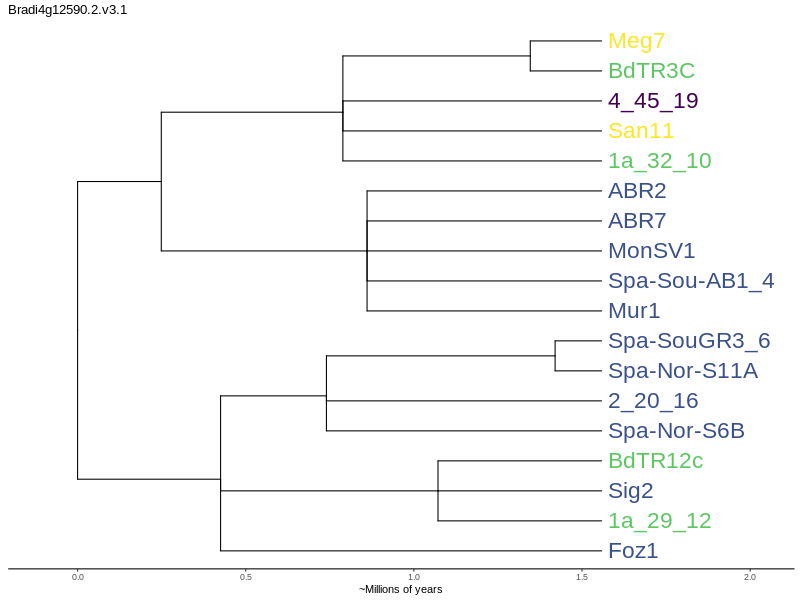 Bradi4g12590.2.v3.1
Meg7
BdTR3C
4_45_19
San11
1a_32_10
ABR2
ABR7
MonSV1
Spa-Sou-AB1_4
Mur1
Spa-SouGR3_6
Spa-Nor-S11A
2_20_16
Spa-Nor-S6B
BdTR12c
Sig2
1a_29_12
Foz1
0.0 0.5 1.0 1.5 2.0
~Millions of years